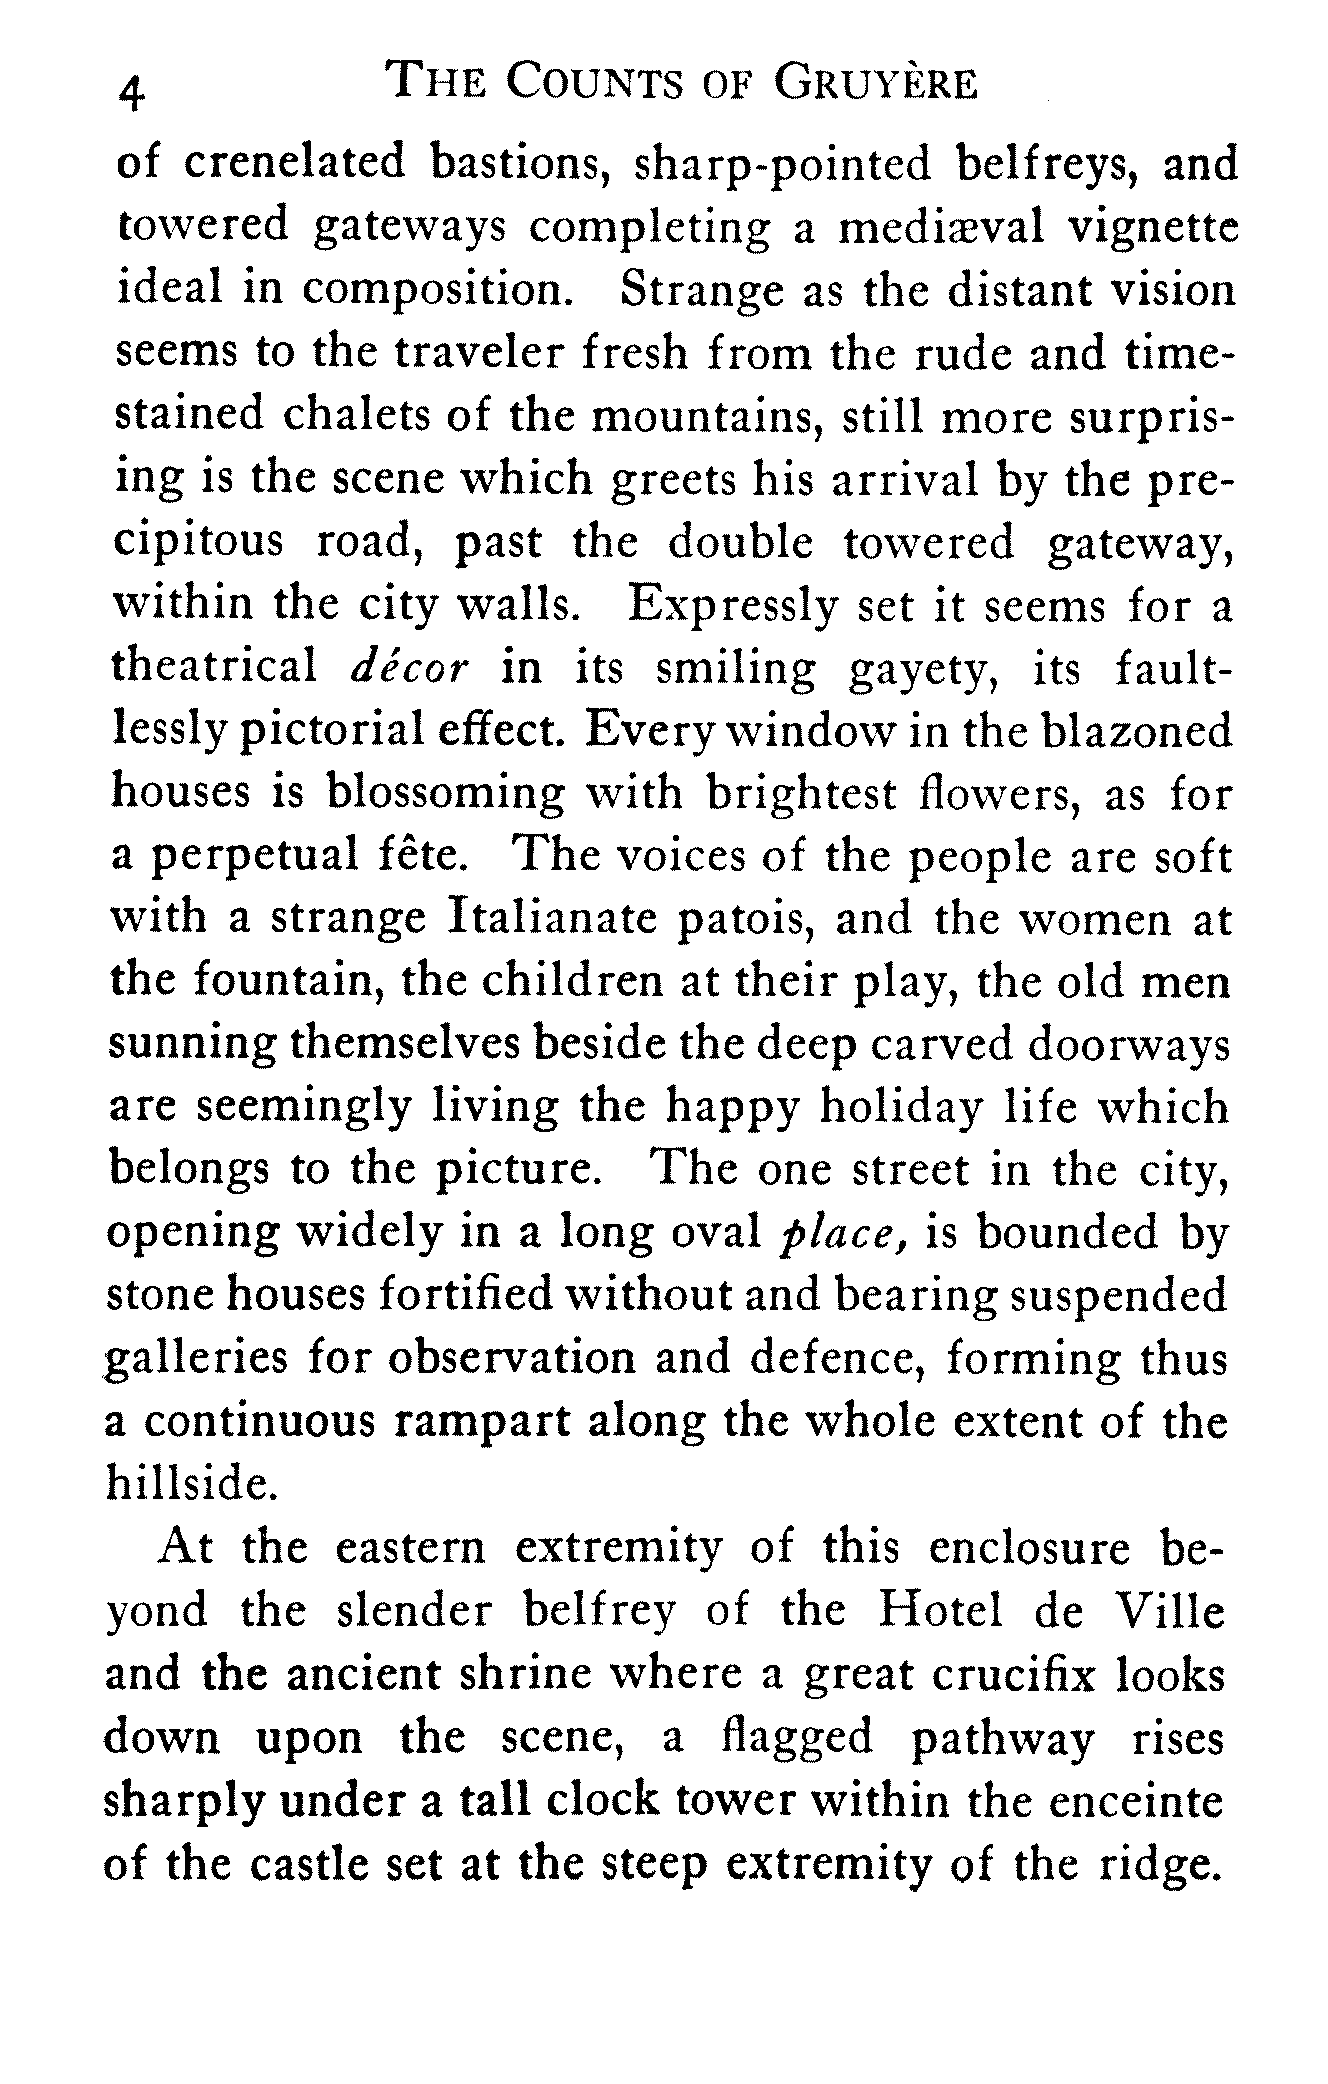 4 THE COUNTS OF GRUYÈRE
of crenelated bastions, sharp-pointed belfreys, and
towered gateways completing a mediæval vignette
ideal in composition. Strange as the distant vision
seems to the traveler fresh from the rude and time-
stained chalets of the mountains, still more surpris-
ing is the scene which greets his arrival by the pre-
cipitous road, past the double towered gateway,
within the city walls. Expressly set it seems for a
theatrical décor in its smiling gayety, its fault-
lessly pictorial effect. Every window in the blazoned
houses is blossoming with brightest flowers, as for
a perpetual fête. The voices of the people are soft
with a strange Italianate patois, and the women at
the fountain, the children at their play, the old men
sunning themselves beside the deep carved doorways
are seemingly living the happy holiday life which
belongs to the picture. The one street in the city,
opening widely in a long oval place, is bounded by
stone houses fortified without and bearing suspended
galleries for observation and defence, forming thus
a continuous rampart along the whole extent of the
hillside.
At the eastern extremity of this enclosure be-
yond the slender belfrey of the Hotel de Ville
and the ancient shrine where a great crucifix looks
down upon the scene, a flagged pathway rises
sharply under a tall clock tower within the enceinte
of the castle set at the steep extremity of the ridge.